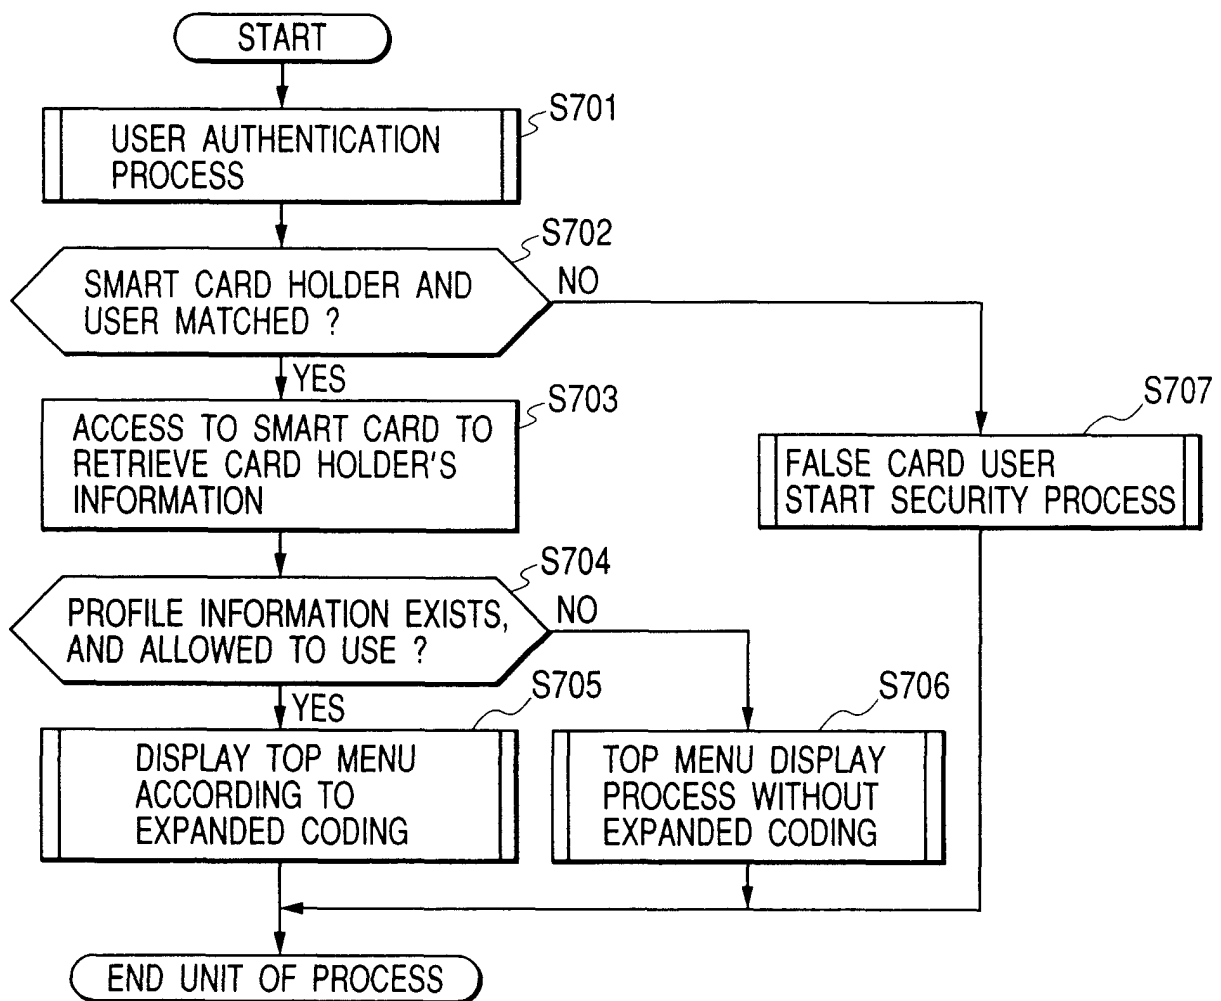 START
S701
USER AUTHENTICATION
PROCESS
S702
SMART CARD HOLDER AND
USER MATCHED ?
NO
YES
S703
ACCESS TO SMART CARD TO
RETRIEVE CARD HOLDER'S
INFORMATION
S707
FALSE CARD USER
START SECURITY PROCESS
S704
PROFILE INFORMATION EXISTS,
AND ALLOWED TO USE ?
NO
YES
S705
DISPLAY TOP MENU
ACCORDING TO
EXPANDED CODING
S706
TOP MENU DISPLAY
PROCESS WITHOUT
EXPANDED CODING
END UNIT OF PROCESS